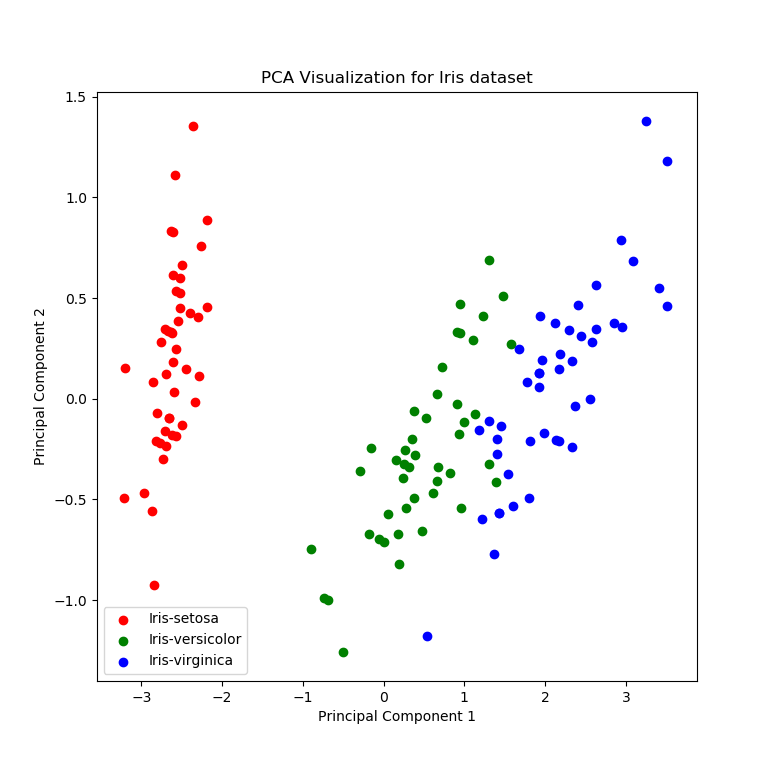 PCA Visualization for Iris dataset
1.5
1.0
0.5
0.0
−0.5
−1.0
Principal Component 2
Iris-setosa
Iris-versicolor
Iris-virginica
−3
−2
−1
0
1
2
3
Principal Component 1